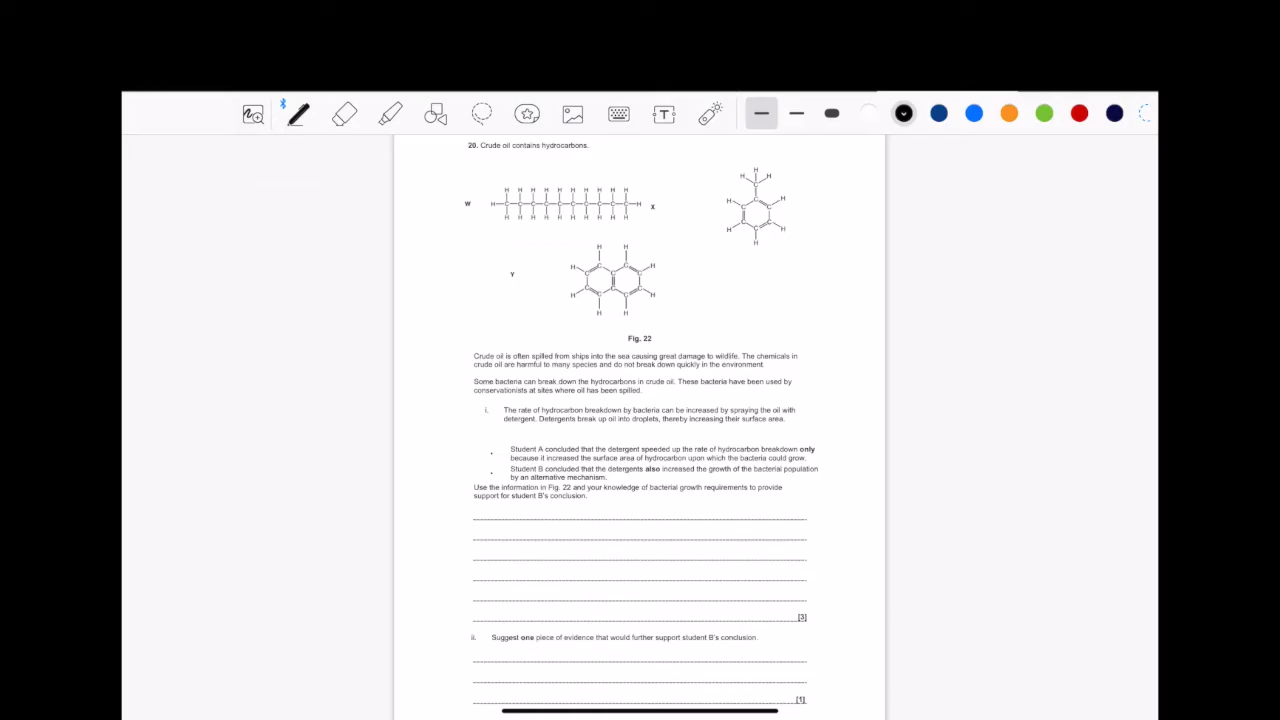 20. Crude oil contains hydrocarbons.
H H H H H H H H H H
W H C C C C C C C C C C H X
H H H H H H H H H H
H
H H
C
C
H C C H
H C C H
C
H
Y
H H
H C C H
C C C
C C C
H C C H
H H
Fig. 22
Crude oil is often spilled from ships into the sea causing great damage to wildlife. The chemicals in
crude oil are harmful to many species and do not break down quickly in the environment.
Some bacteria can break down the hydrocarbons in crude oil. These bacteria have been used by
conservationists at sites where oil has been spilled.
i. The rate of hydrocarbon breakdown by bacteria can be increased by spraying the oil with
detergent. Detergents break up oil into droplets, thereby increasing their surface area.
• Student A concluded that the detergent speeded up the rate of hydrocarbon breakdown only
because it increased the surface area of hydrocarbon upon which the bacteria could grow.
• Student B concluded that the detergents also increased the growth of the bacterial population
by an alternative mechanism.
Use the information in Fig. 22 and your knowledge of bacterial growth requirements to provide
support for student B's conclusion.
[3]
ii. Suggest one piece of evidence that would further support student B's conclusion.
[1]